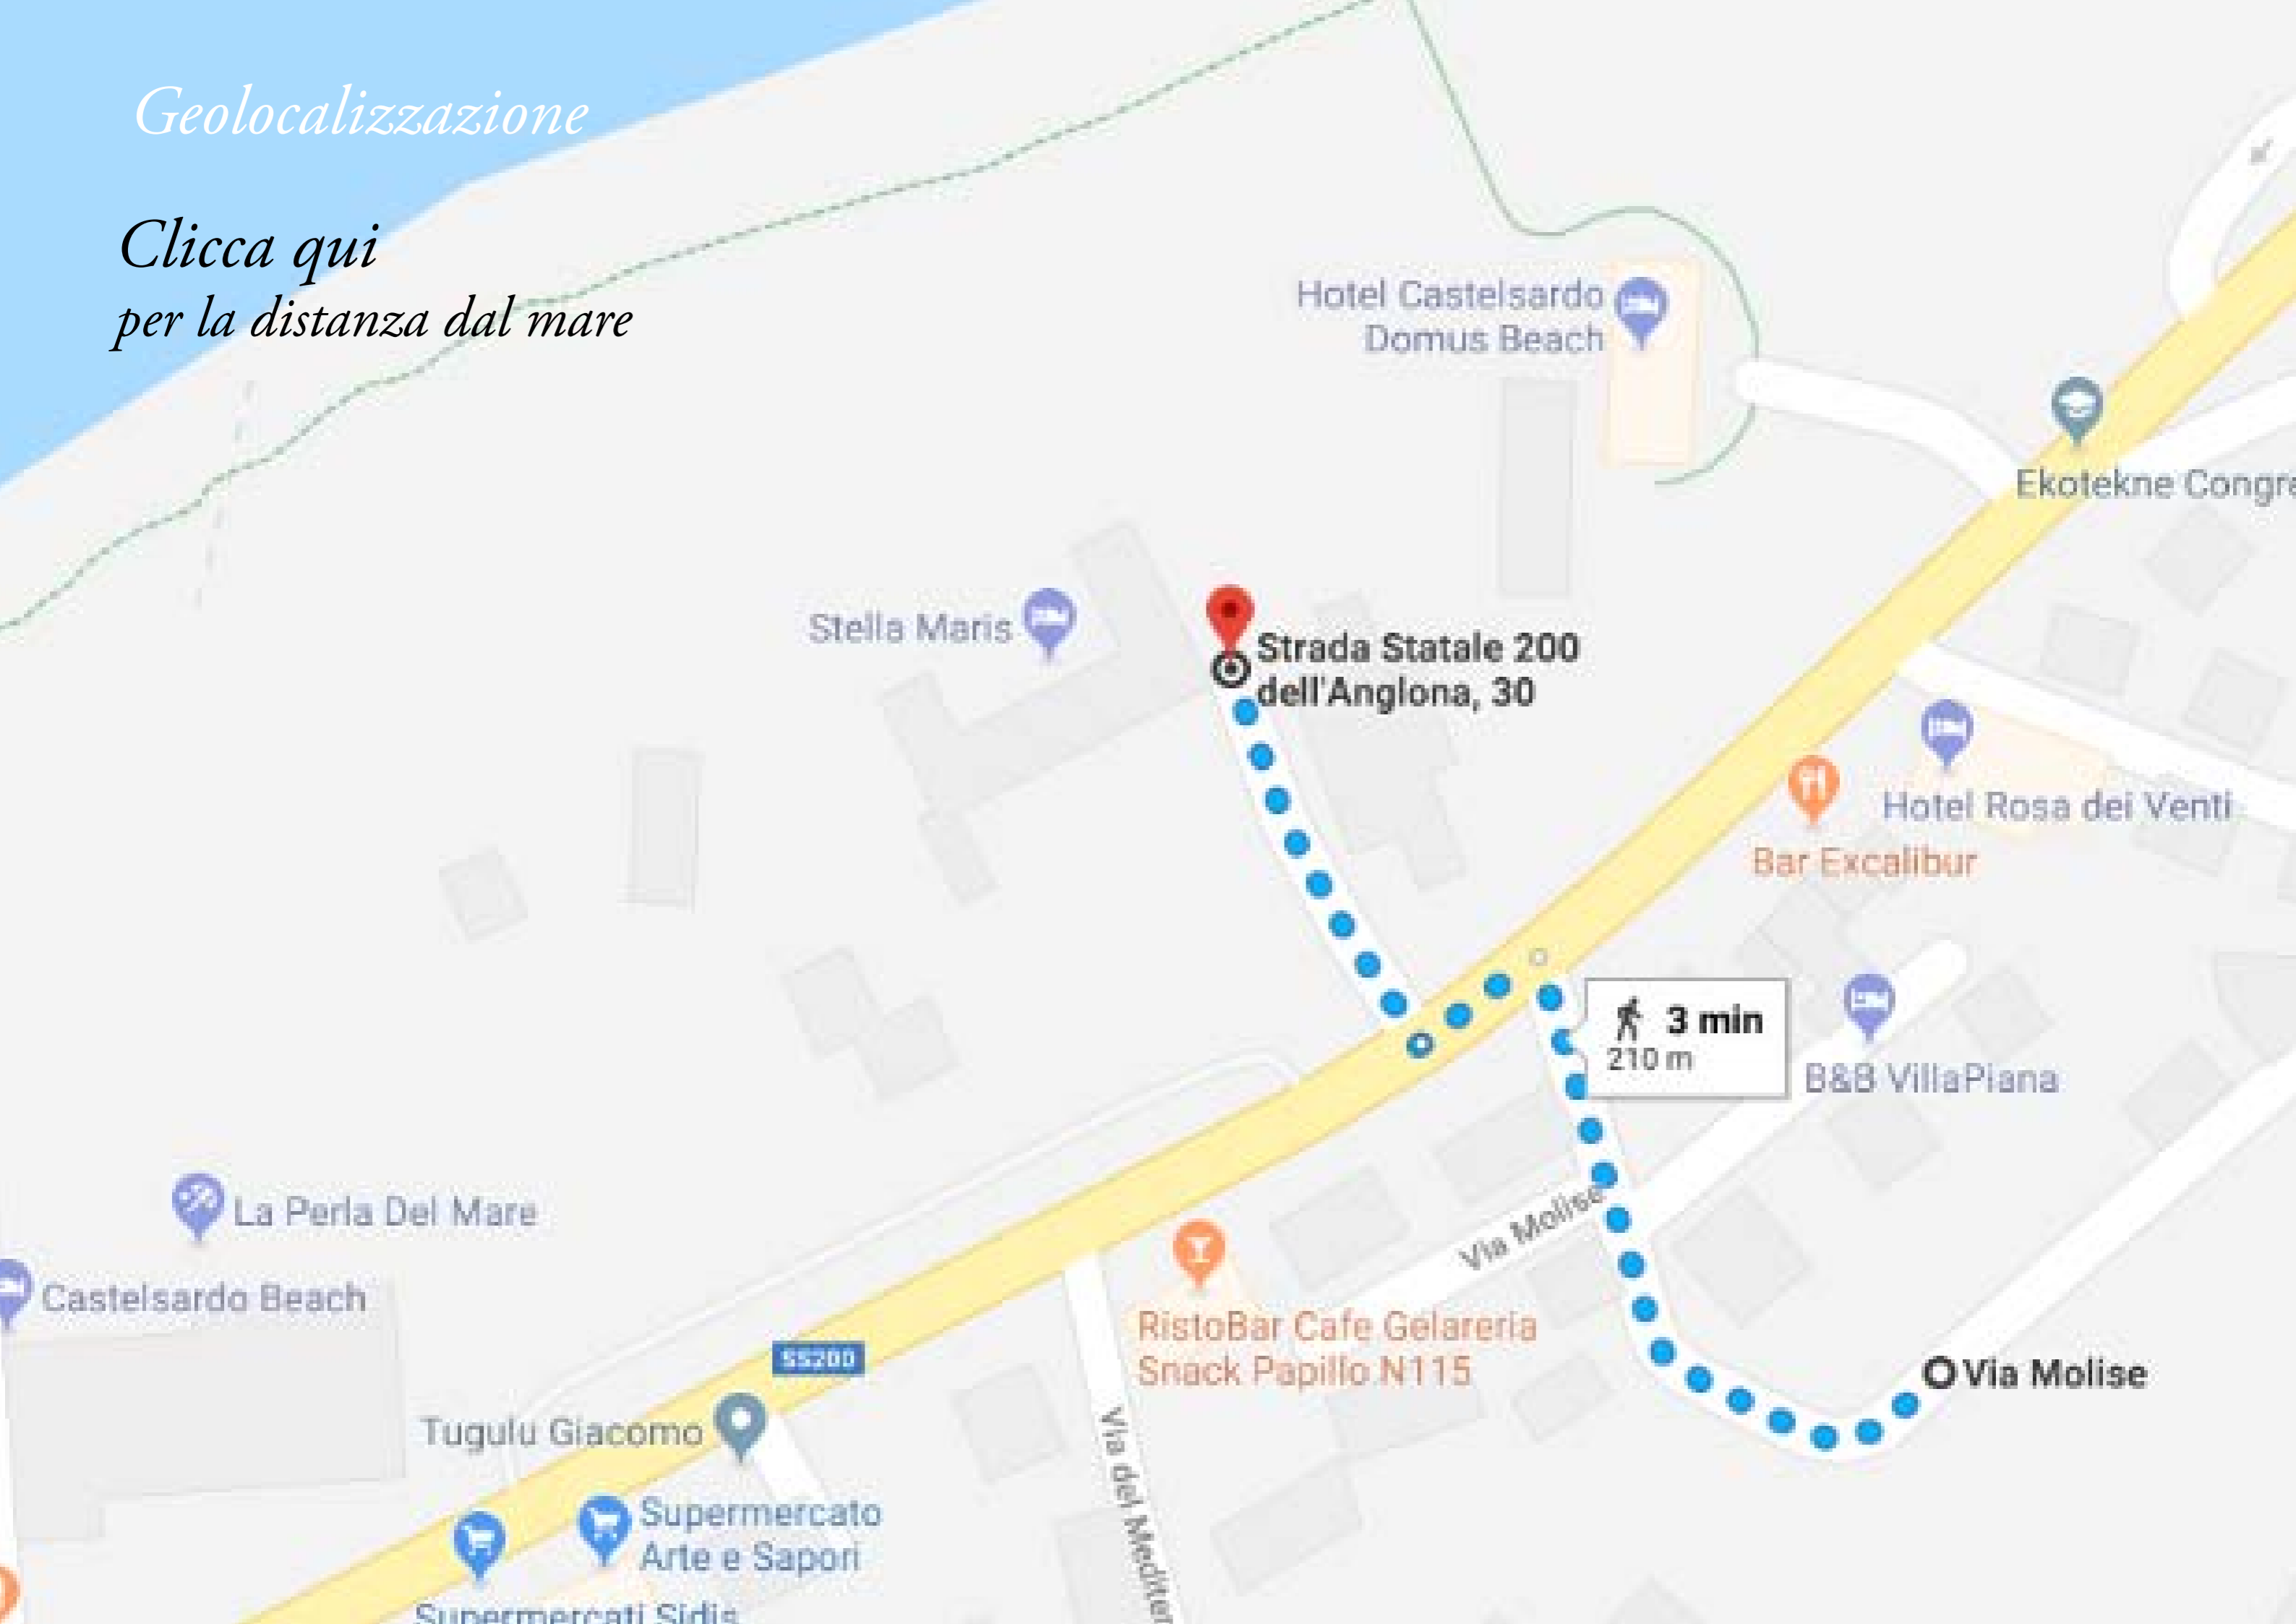 Geolocalizzazione
Clicca qui
per la distanza dal mare
Hotel Castelsardo
Domus Beach
Ekotekne Congre
Stella Maris
Strada Statale 200
dell'Anglona, 30
Hotel Rosa dei Venti
Bar Excalibur
3 min
210 m
B&B VillaPiana
Via Molise
La Perla Del Mare
Castelsardo Beach
RistoBar Cafe Gelareria
Snack Papillo N115
SS200
Via Molise
Tugulu Giacomo
Via del Mediter
Supermercato
Arte e Sapori
Supermercati Sidis